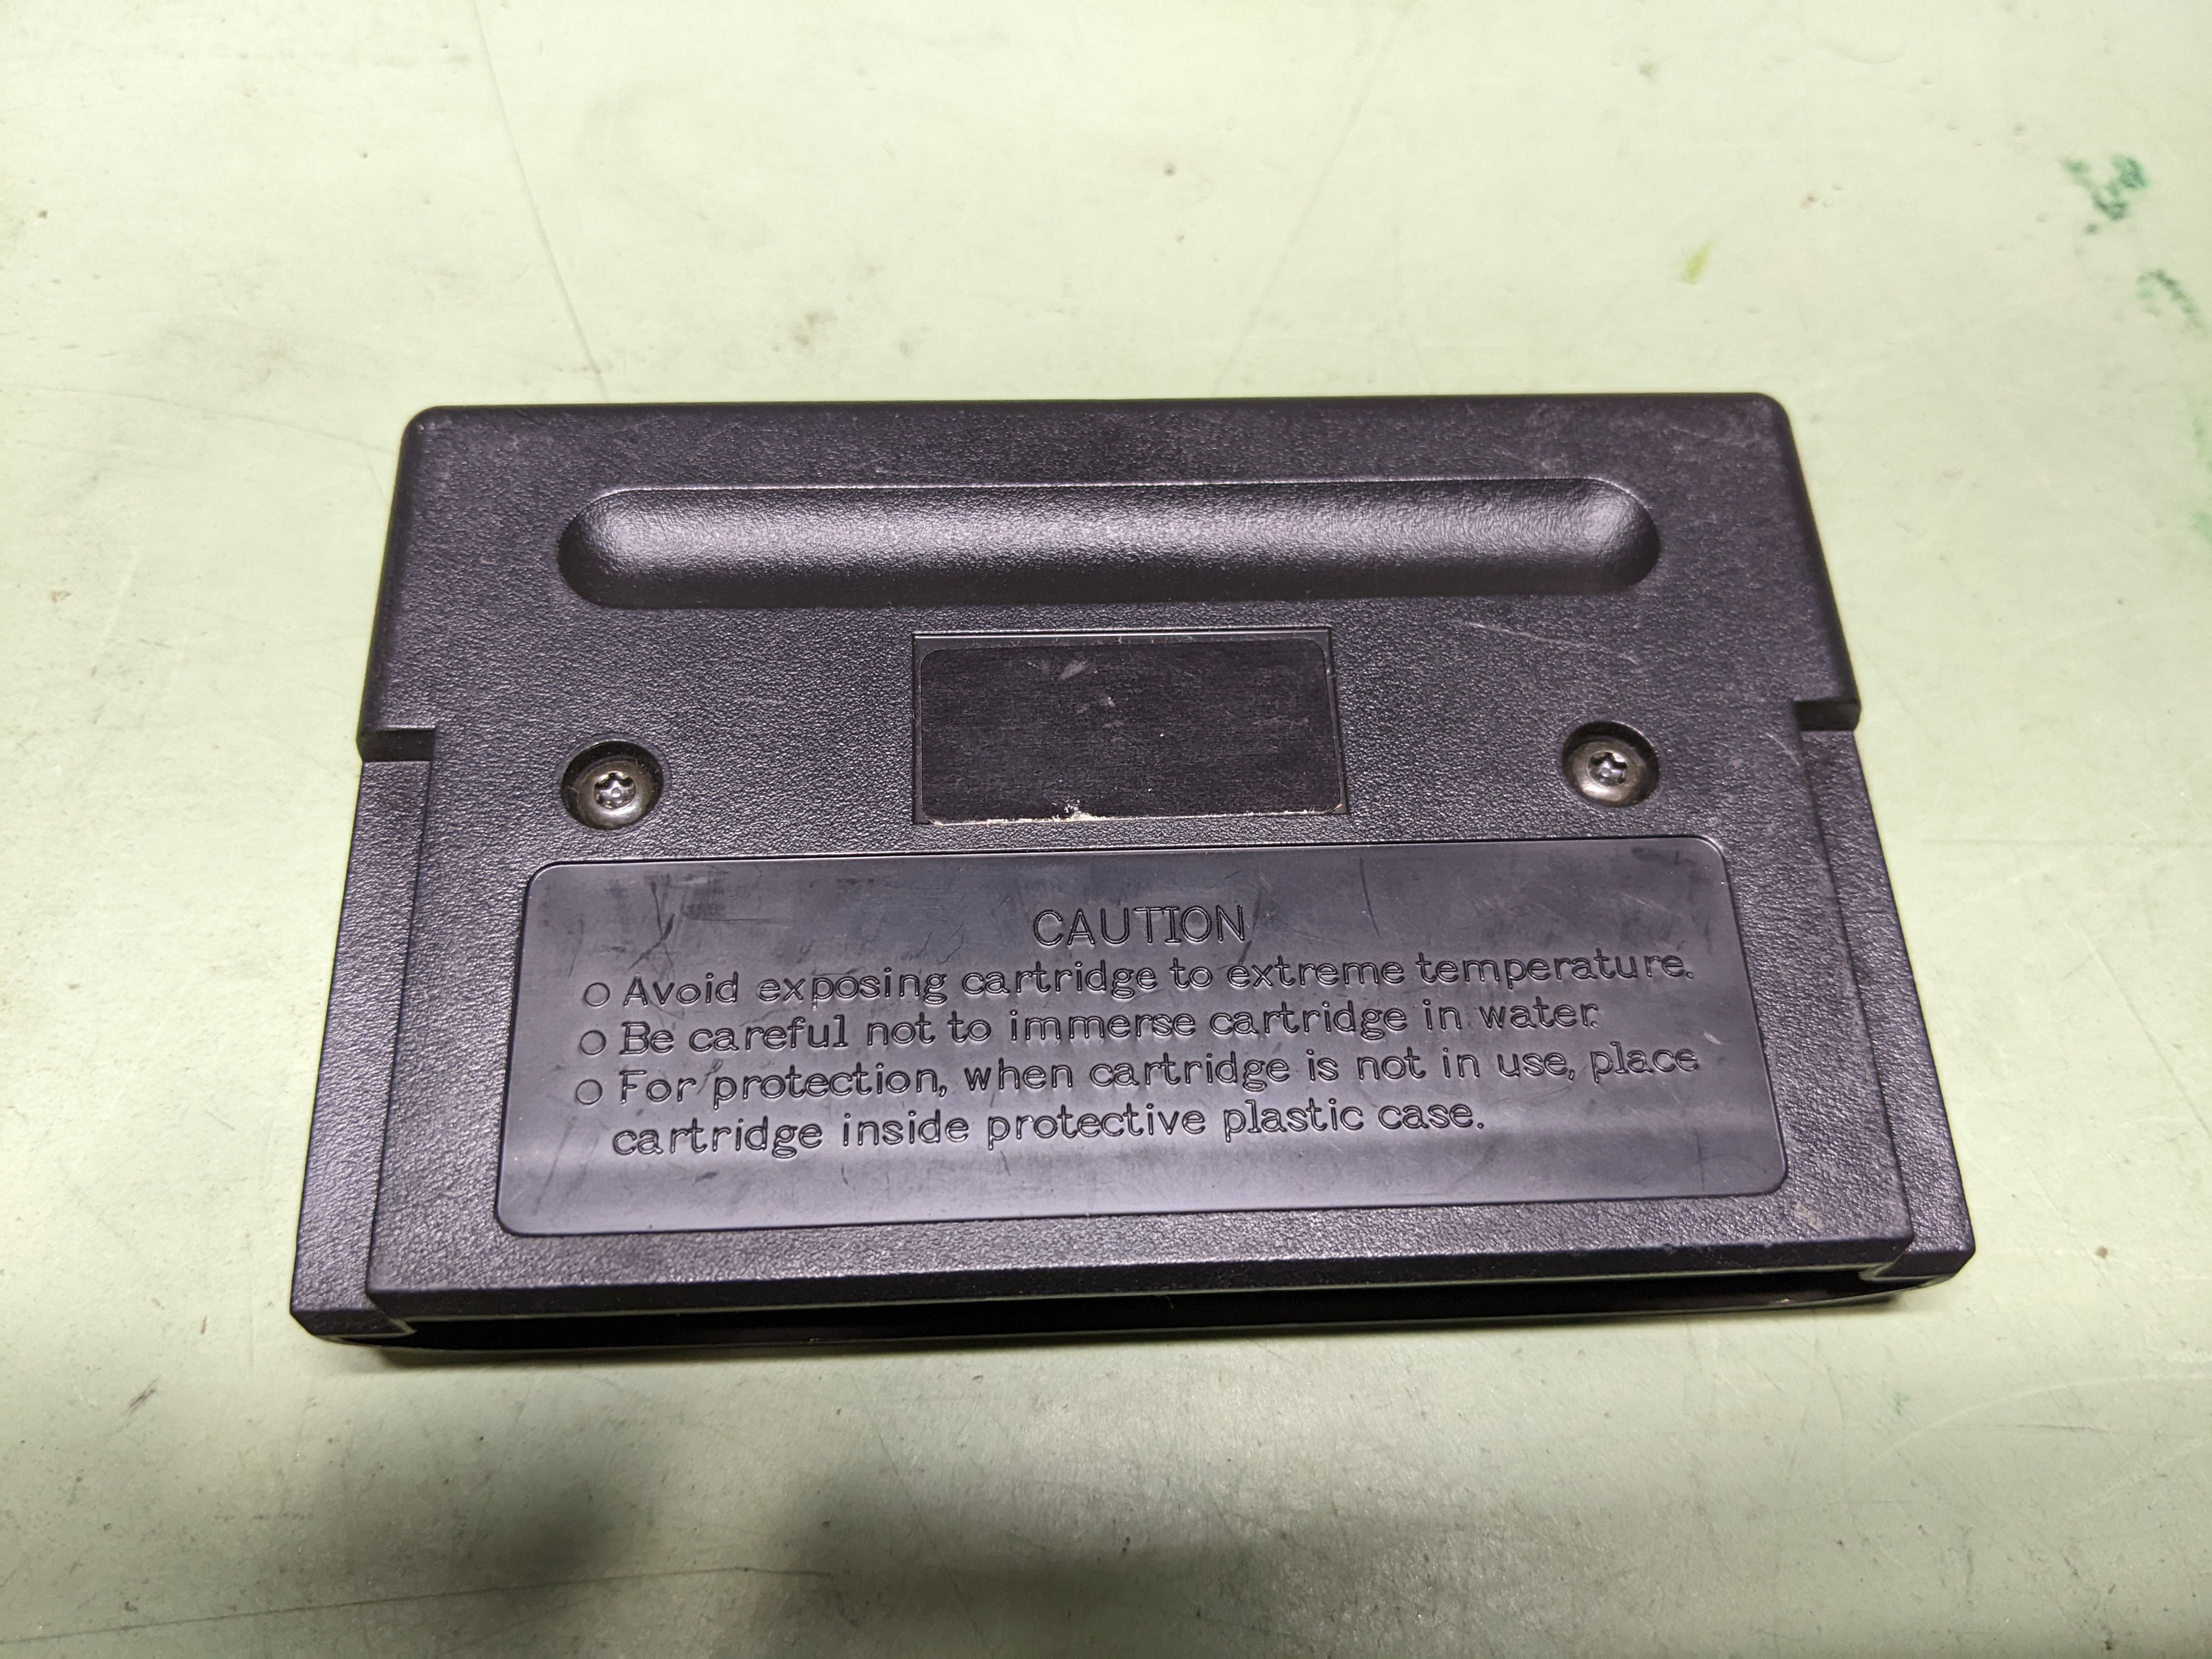 CAUTION
○ Avoid exposing cartridge to extreme temperature.
○ Be careful not to immerse cartridge in water.
○ For protection, when cartridge is not in use, place
cartridge inside protective plastic case.